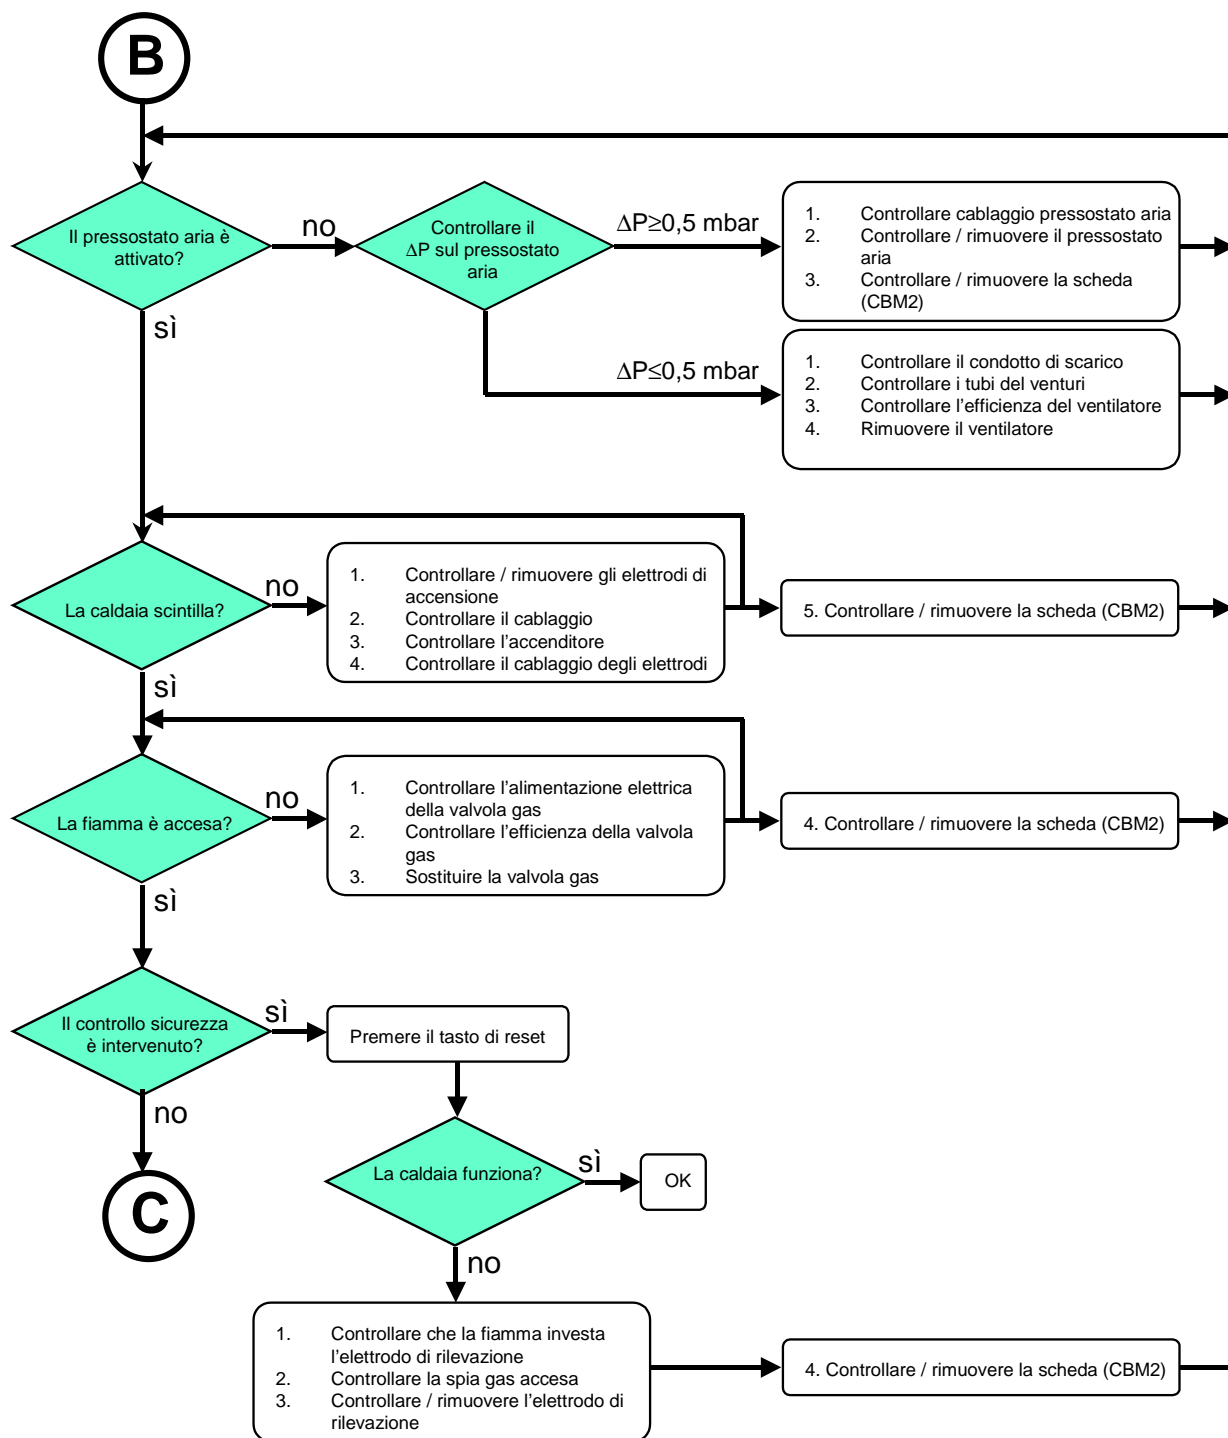 B
Il pressostato aria è
attivato?
no
Controllare il
ΔP sul pressostato
aria
ΔP≥0,5 mbar
1. Controllare cablaggio pressostato aria
2. Controllare / rimuovere il pressostato
aria
3. Controllare / rimuovere la scheda
(CBM2)
sì
ΔP≤0,5 mbar
1. Controllare il condotto di scarico
2. Controllare i tubi del venturi
3. Controllare l'efficienza del ventilatore
4. Rimuovere il ventilatore
La caldaia scintilla?
no
1. Controllare / rimuovere gli elettrodi di
accensione
2. Controllare il cablaggio
3. Controllare l'accenditore
4. Controllare il cablaggio degli elettrodi
5. Controllare / rimuovere la scheda (CBM2)
sì
La fiamma è accesa?
no
1. Controllare l'alimentazione elettrica
della valvola gas
2. Controllare l'efficienza della valvola
gas
3. Sostituire la valvola gas
4. Controllare / rimuovere la scheda (CBM2)
sì
Il controllo sicurezza
è intervenuto?
sì
Premere il tasto di reset
no
C
La caldaia funziona?
sì
OK
no
1. Controllare che la fiamma investa
l'elettrodo di rilevazione
2. Controllare la spia gas accesa
3. Controllare / rimuovere l'elettrodo di
rilevazione
4. Controllare / rimuovere la scheda (CBM2)